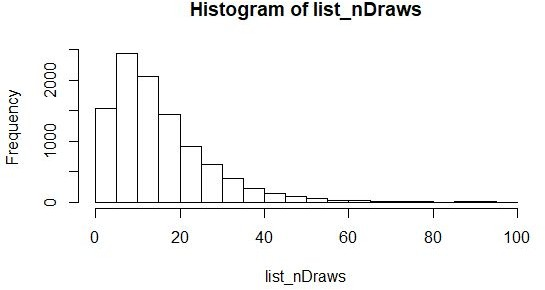 Histogram of list_nDraws
Frequency
2000
1000
0
0 20 40 60 80 100
list_nDraws